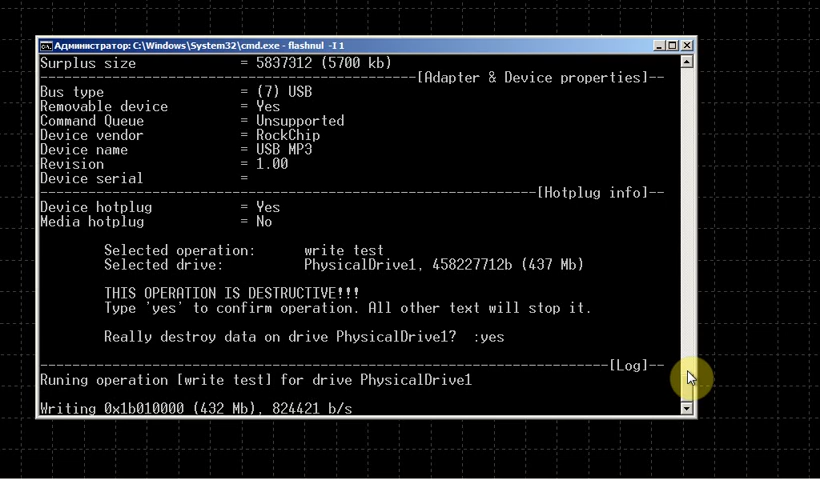 Администратор: C:\Windows\System32\cmd.exe - flashnul -I 1
Surplus size = 5837312 (5700 kb)
[Adapter & Device properties]--
Bus type = (7) USB
Removable device = Yes
Command Queue = Unsupported
Device vendor = RockChip
Device name = USB MP3
Revision = 1.00
Device serial =
[Hotplug info]--
Device hotplug = Yes
Media hotplug = No
Selected operation: write test
Selected drive: PhysicalDrive1, 458227712b (437 Mb)
THIS OPERATION IS DESTRUCTIVE!!!
Type 'yes' to confirm operation. All other text will stop it.
Really destroy data on drive PhysicalDrive1? :yes
[Log]--
Runing operation [write test] for drive PhysicalDrive1
Writing 0x1b010000 (432 Mb), 824421 b/s